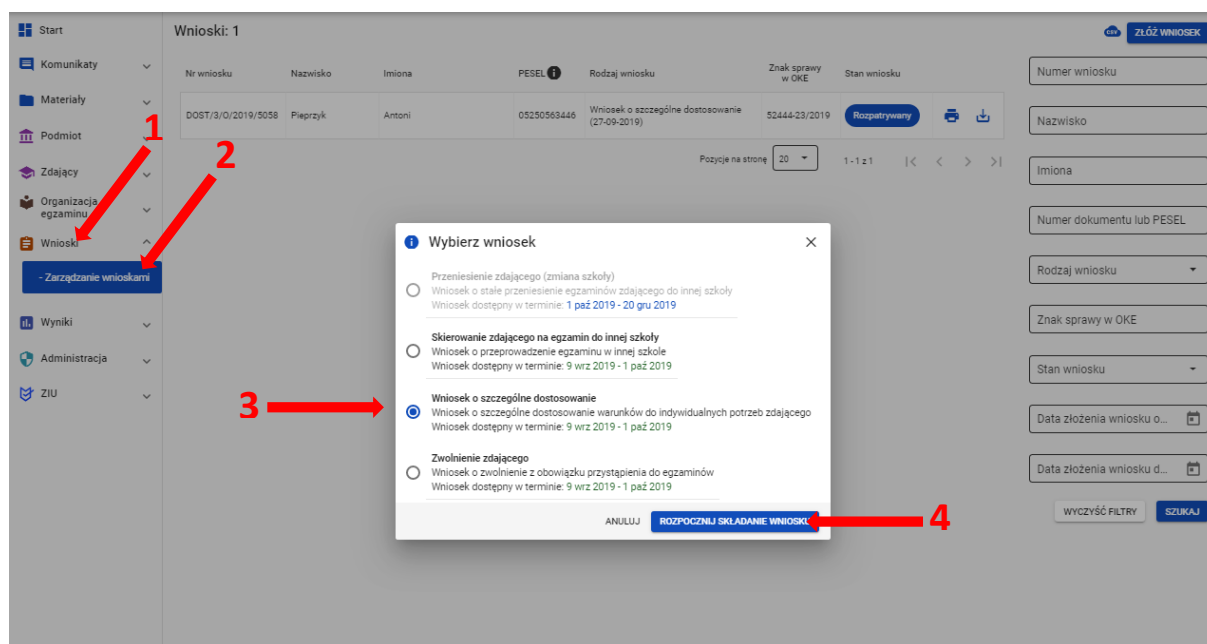 Start
Komunikaty
Materiały
Podmiot
Zdający
Organizacja
egzaminu
Wnioski
- Zarządzanie wnioskami
Wyniki
Administracja
ZIU
1
2
Wnioski: 1
CSV
ZŁÓŻ WNIOSEK
Nr wniosku Nazwisko Imiona PESEL Rodzaj wniosku Znak sprawy w OKE Stan wniosku
DOST/3/O/2019/5058 Pieprzyk Antoni 05250563446 Wniosek o szczególne dostosowanie (27-09-2019) 52444-23/2019 Rozpatrywany
Pozycje na stronę 20 1 - 1 z 1
Wybierz wniosek
Przeniesienie zdającego (zmiana szkoły)
Wniosek o stałe przeniesienie egzaminów zdającego do innej szkoły
Wniosek dostępny w terminie: 1 paź 2019 - 20 gru 2019
Skierowanie zdającego na egzamin do innej szkoły
Wniosek o przeprowadzenie egzaminu w innej szkole
Wniosek dostępny w terminie: 9 wrz 2019 - 1 paź 2019
3
Wniosek o szczególne dostosowanie
Wniosek o szczególne dostosowanie warunków do indywidualnych potrzeb zdającego
Wniosek dostępny w terminie: 9 wrz 2019 - 1 paź 2019
Zwolnienie zdającego
Wniosek o zwolnienie z obowiązku przystąpienia do egzaminów
Wniosek dostępny w terminie: 9 wrz 2019 - 1 paź 2019
ANULUJ ROZPOCZNIJ SKŁADANIE WNIOSKU
4
Numer wniosku
Nazwisko
Imiona
Numer dokumentu lub PESEL
Rodzaj wniosku
Znak sprawy w OKE
Stan wniosku
Data złożenia wniosku o...
Data złożenia wniosku d...
WYCZYŚĆ FILTRY SZUKAJ